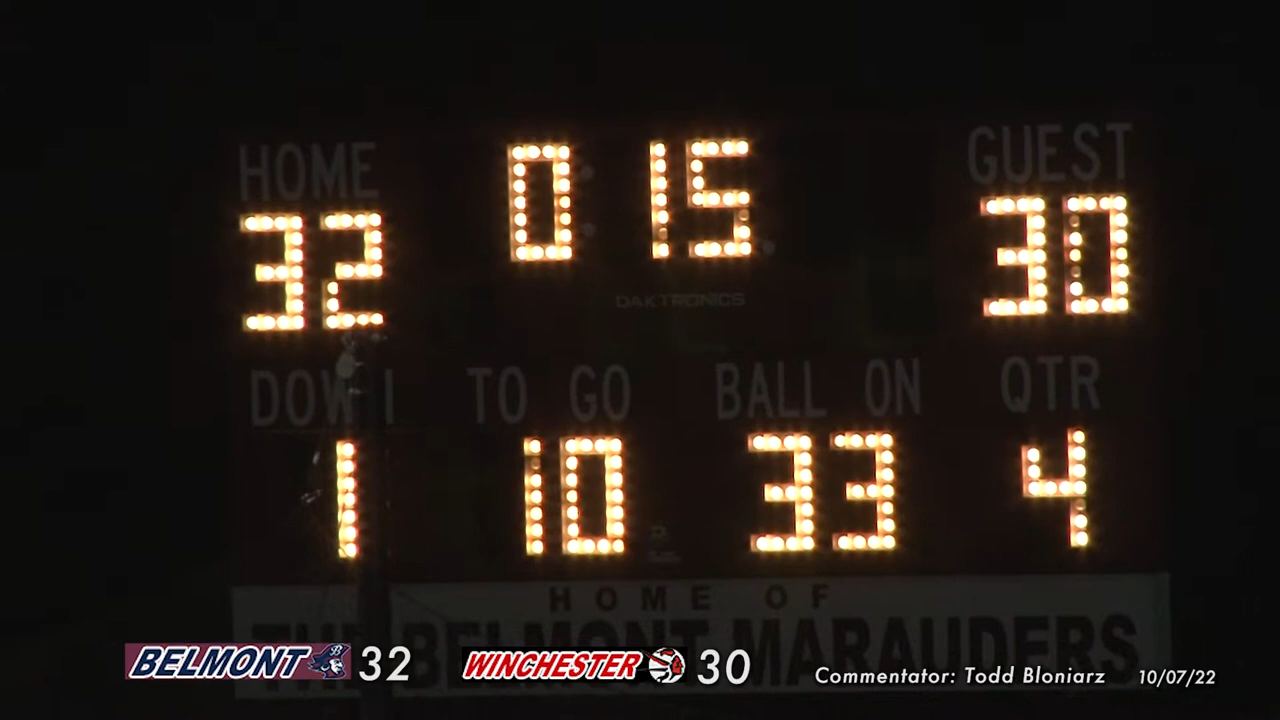 HOME 0 15 GUEST
32 30
DAKTRONICS
DOWN TO GO BALL ON QTR
1 10 33 4
HOME OF
THE BELMONT MARAUDERS
BELMONT 32 WINCHESTER 30 Commentator: Todd Bloniarz 10/07/22